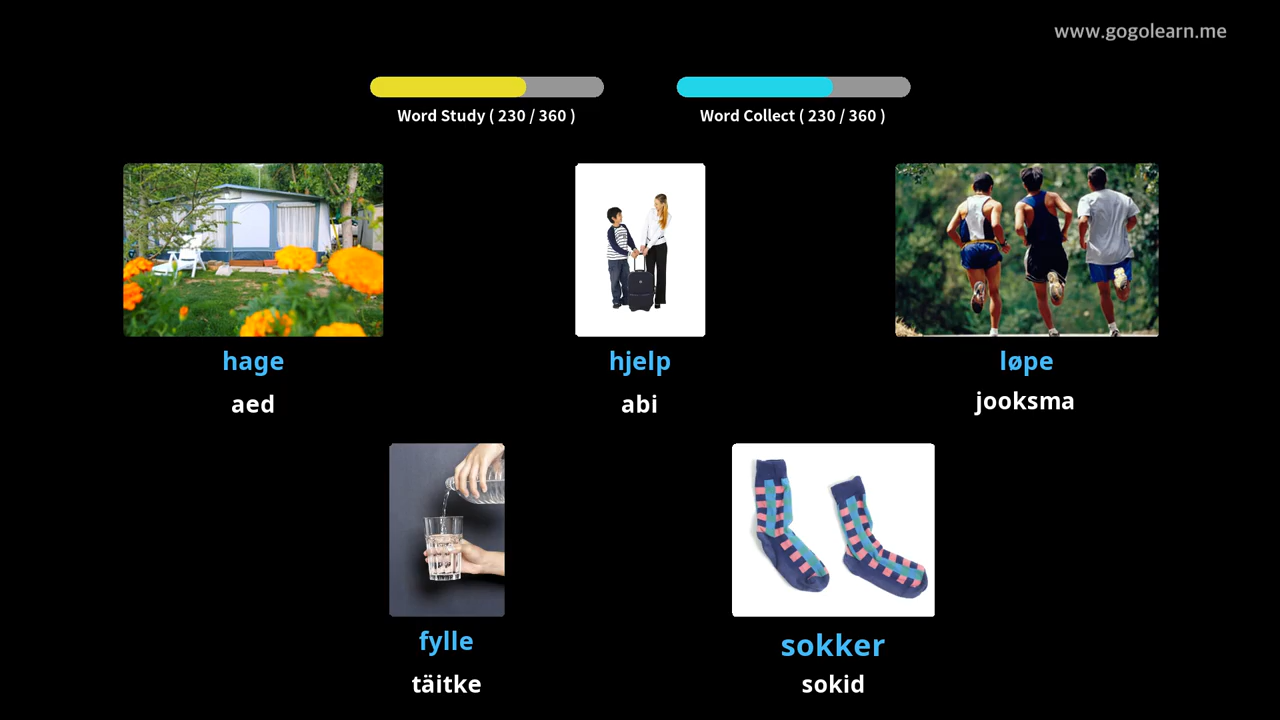 www.gogolearn.me
Word Study ( 230 / 360 )
Word Collect ( 230 / 360 )
hage
aed
hjelp
abi
løpe
jooksma
fylle
täitke
sokker
sokid